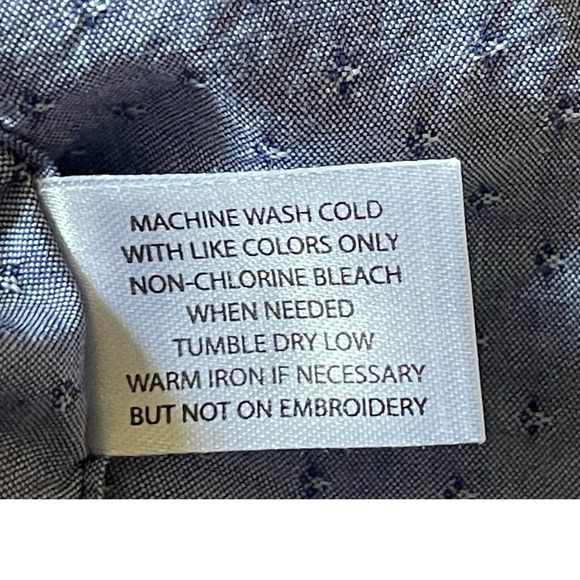 MACHINE WASH COLD
WITH LIKE COLORS ONLY
NON-CHLORINE BLEACH
WHEN NEEDED
TUMBLE DRY LOW
WARM IRON IF NECESSARY
BUT NOT ON EMBROIDERY